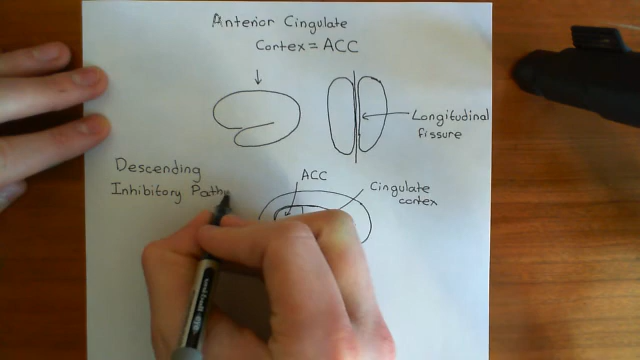 Anterior Cingulate
Cortex = ACC
Longitudinal
fissure
Descending
Inhibitory Path
ACC
Cingulate
cortex